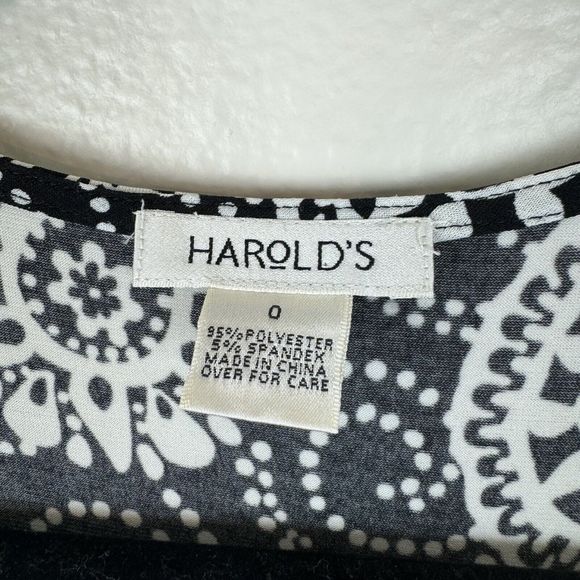 HAROLD'S
0
95% POLYESTER
5% SPANDEX
MADE IN CHINA
OVER FOR CARE